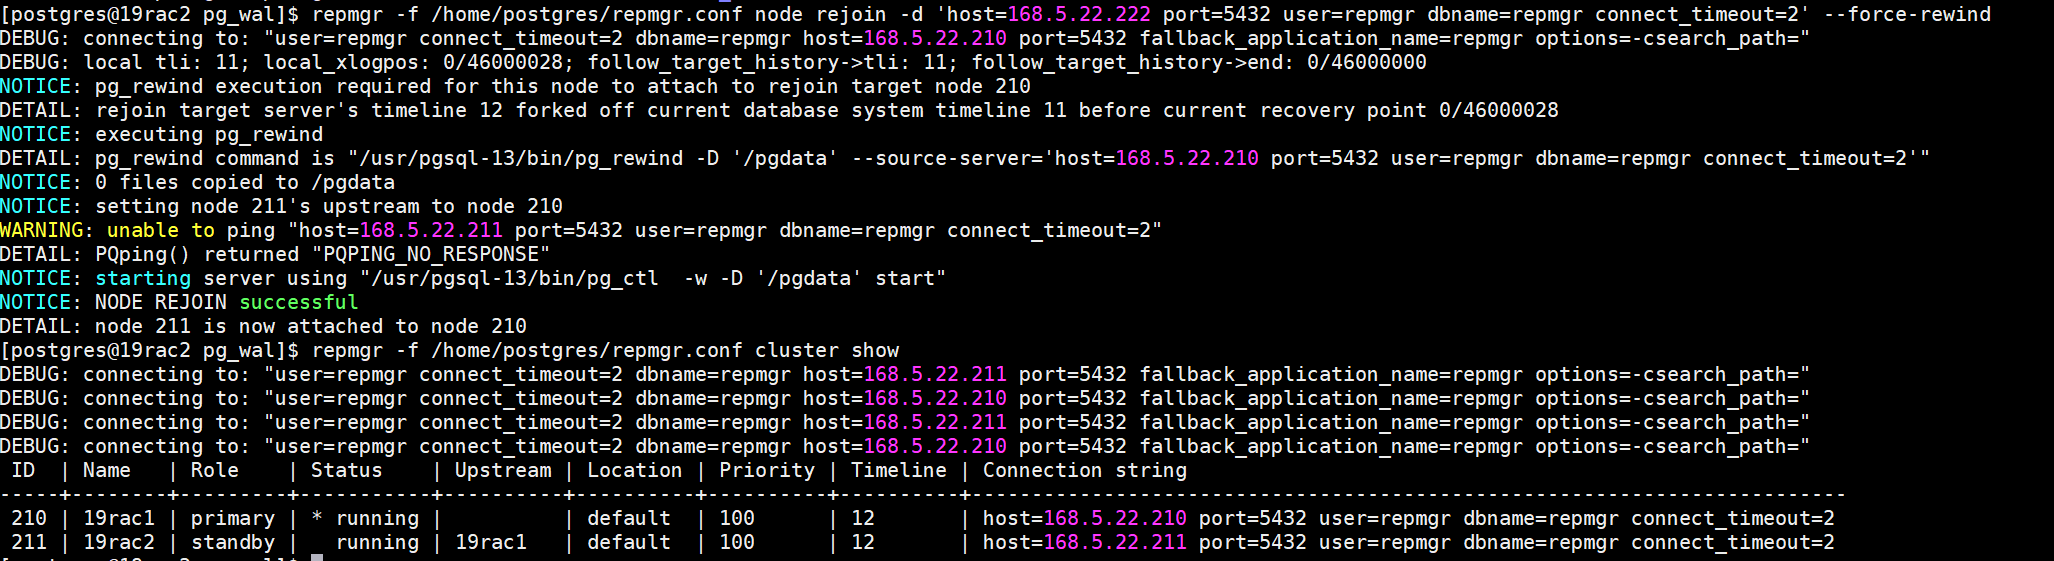 [postgres@19rac2 pg_wal]$ repmgr -f /home/postgres/repmgr.conf node rejoin -d 'host=168.5.22.222 port=5432 user=repmgr dbname=repmgr connect_timeout=2' --force-rewind
DEBUG: connecting to: "user=repmgr connect_timeout=2 dbname=repmgr host=168.5.22.210 port=5432 fallback_application_name=repmgr options=-csearch_path="
DEBUG: local tli: 11; local_xlogpos: 0/46000028; follow_target_history->tli: 11; follow_target_history->end: 0/46000000
NOTICE: pg_rewind execution required for this node to attach to rejoin target node 210
DETAIL: rejoin target server's timeline 12 forked off current database system timeline 11 before current recovery point 0/46000028
NOTICE: executing pg_rewind
DETAIL: pg_rewind command is "/usr/pgsql-13/bin/pg_rewind -D '/pgdata' --source-server='host=168.5.22.210 port=5432 user=repmgr dbname=repmgr connect_timeout=2'"
NOTICE: 0 files copied to /pgdata
NOTICE: setting node 211's upstream to node 210
WARNING: unable to ping "host=168.5.22.211 port=5432 user=repmgr dbname=repmgr connect_timeout=2"
DETAIL: PQping() returned "PQPING_NO_RESPONSE"
NOTICE: starting server using "/usr/pgsql-13/bin/pg_ctl  -w -D '/pgdata' start"
NOTICE: NODE REJOIN successful
DETAIL: node 211 is now attached to node 210
[postgres@19rac2 pg_wal]$ repmgr -f /home/postgres/repmgr.conf cluster show
DEBUG: connecting to: "user=repmgr connect_timeout=2 dbname=repmgr host=168.5.22.211 port=5432 fallback_application_name=repmgr options=-csearch_path="
DEBUG: connecting to: "user=repmgr connect_timeout=2 dbname=repmgr host=168.5.22.210 port=5432 fallback_application_name=repmgr options=-csearch_path="
DEBUG: connecting to: "user=repmgr connect_timeout=2 dbname=repmgr host=168.5.22.211 port=5432 fallback_application_name=repmgr options=-csearch_path="
DEBUG: connecting to: "user=repmgr connect_timeout=2 dbname=repmgr host=168.5.22.210 port=5432 fallback_application_name=repmgr options=-csearch_path="
 ID  | Name   | Role    | Status    | Upstream | Location | Priority | Timeline | Connection string
-----+--------+---------+-----------+----------+----------+----------+----------+-------------------------------------------------------------------------
 210 | 19rac1 | primary | * running |          | default  | 100      | 12       | host=168.5.22.210 port=5432 user=repmgr dbname=repmgr connect_timeout=2
 211 | 19rac2 | standby |   running | 19rac1   | default  | 100      | 12       | host=168.5.22.211 port=5432 user=repmgr dbname=repmgr connect_timeout=2